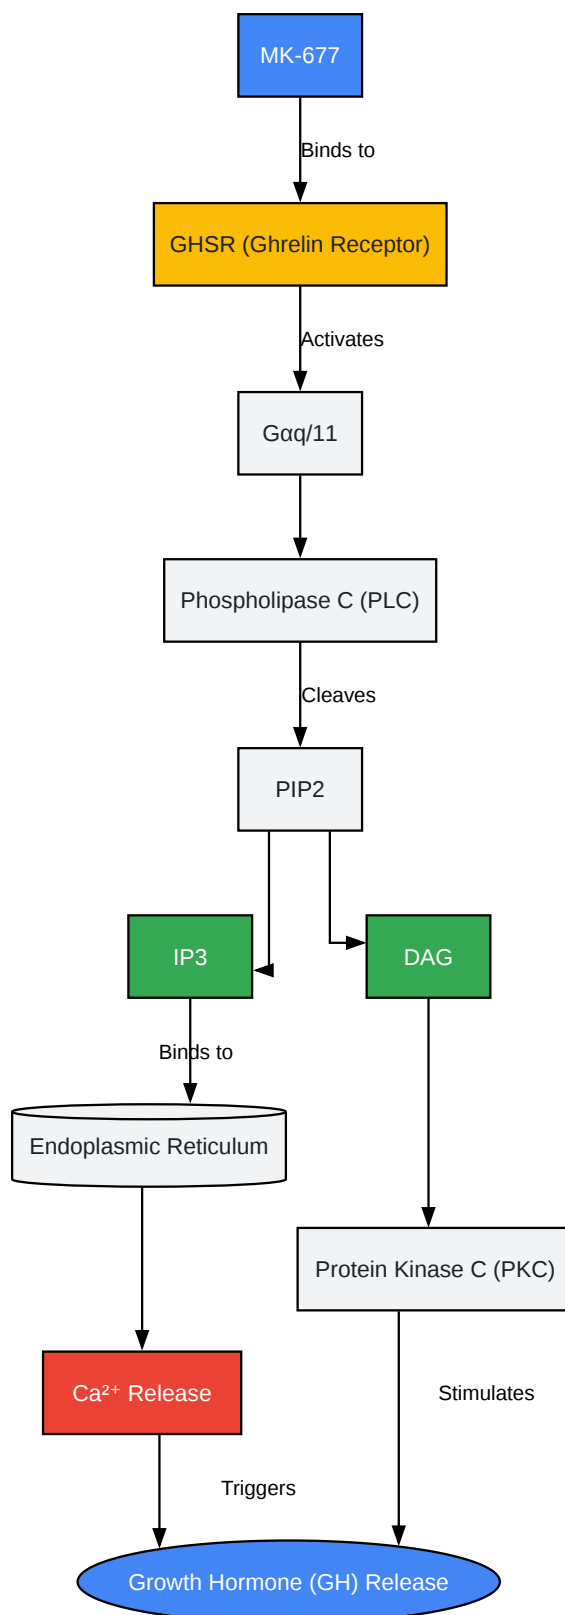 MK-677
Binds to
GHSR (Ghrelin Receptor)
Activates
Gαq/11
Phospholipase C (PLC)
Cleaves
PIP2
IP3
DAG
Binds to
Endoplasmic Reticulum
Protein Kinase C (PKC)
Ca²⁺ Release
Stimulates
Triggers
Growth Hormone (GH) Release